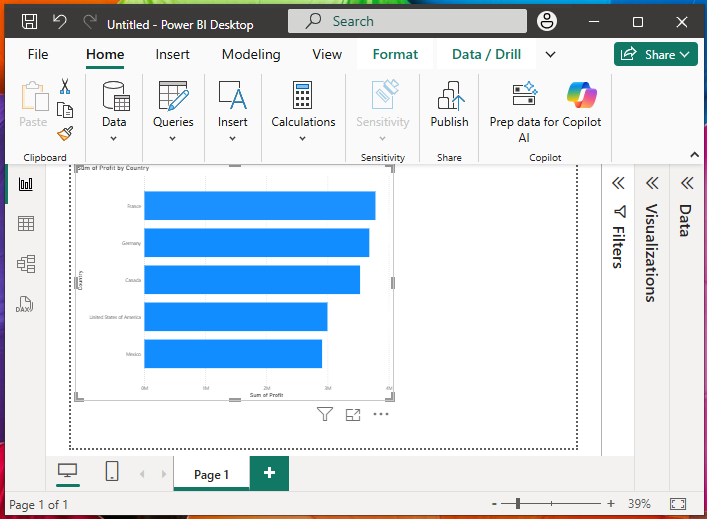 Untitled - Power BI Desktop
Search
File Home Insert Modeling View Format Data / Drill
Share
Paste
Data
Queries
Insert
Calculations
Sensitivity
Publish
Prep data for AI
Copilot
Clipboard
Sensitivity
Share
Copilot
Sum of Profit by Country
Country
France
Germany
Canada
United States of America
Mexico
0M 1M 2M 3M 4M
Sum of Profit
Filters
Visualizations
Data
DAX
Page 1
Page 1 of 1
- + 39%